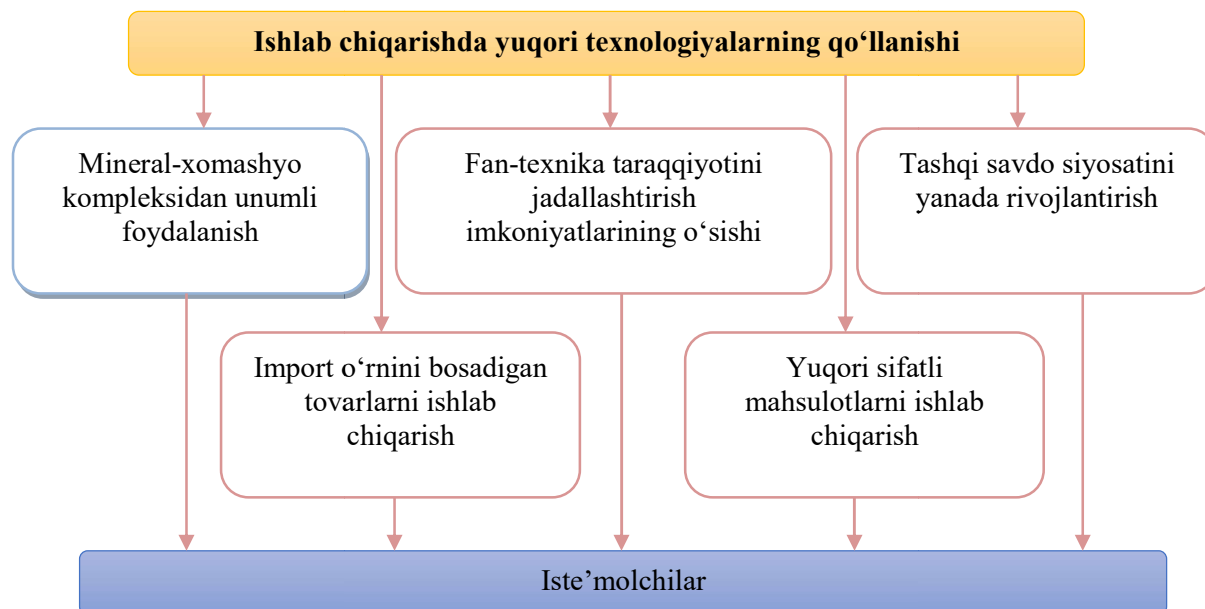 Ishlab chiqarishda yuqori texnologiyalarning qo‘llanishi
Mineral-xomashyo
kompleksidan unumli
foydalanish
Fan-texnika taraqqiyotini
jadallashtirish
imkoniyatlarining o‘sishi
Tashqi savdo siyosatini
yanada rivojlantirish
Import o‘rnini bosadigan
tovarlarni ishlab
chiqarish
Yuqori sifatli
mahsulotlarni ishlab
chiqarish
Iste’molchilar